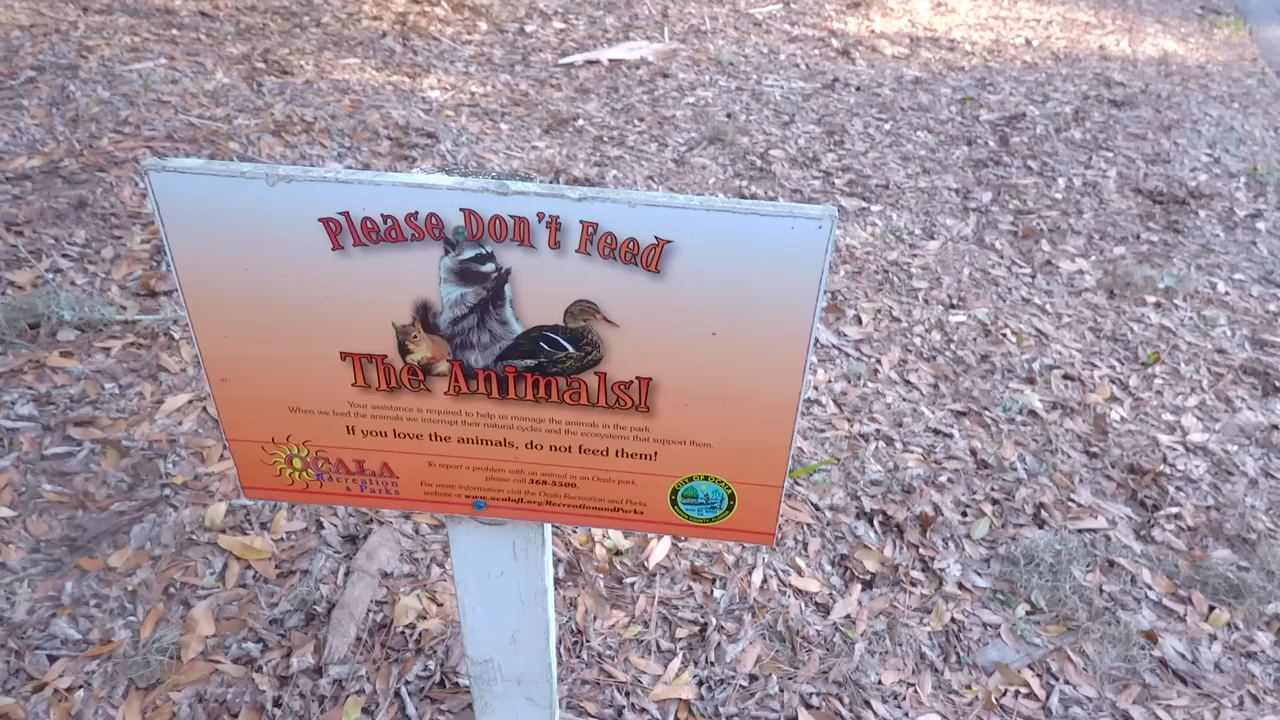 Please Don't Feed
The Animals!
Your assistance is required to help us manage the animals in the park.
When we feed the animals we interrupt their natural cycles and the ecosystems that support them.
If you love the animals, do not feed them!
OCALA
Recreation
& Parks
To report a problem with an animal in an Ocala park,
please call 368-5500.
For more information visit the Ocala Recreation and Parks
website at www.ocalafl.org/RecreationandParks
CITY OF OCALA